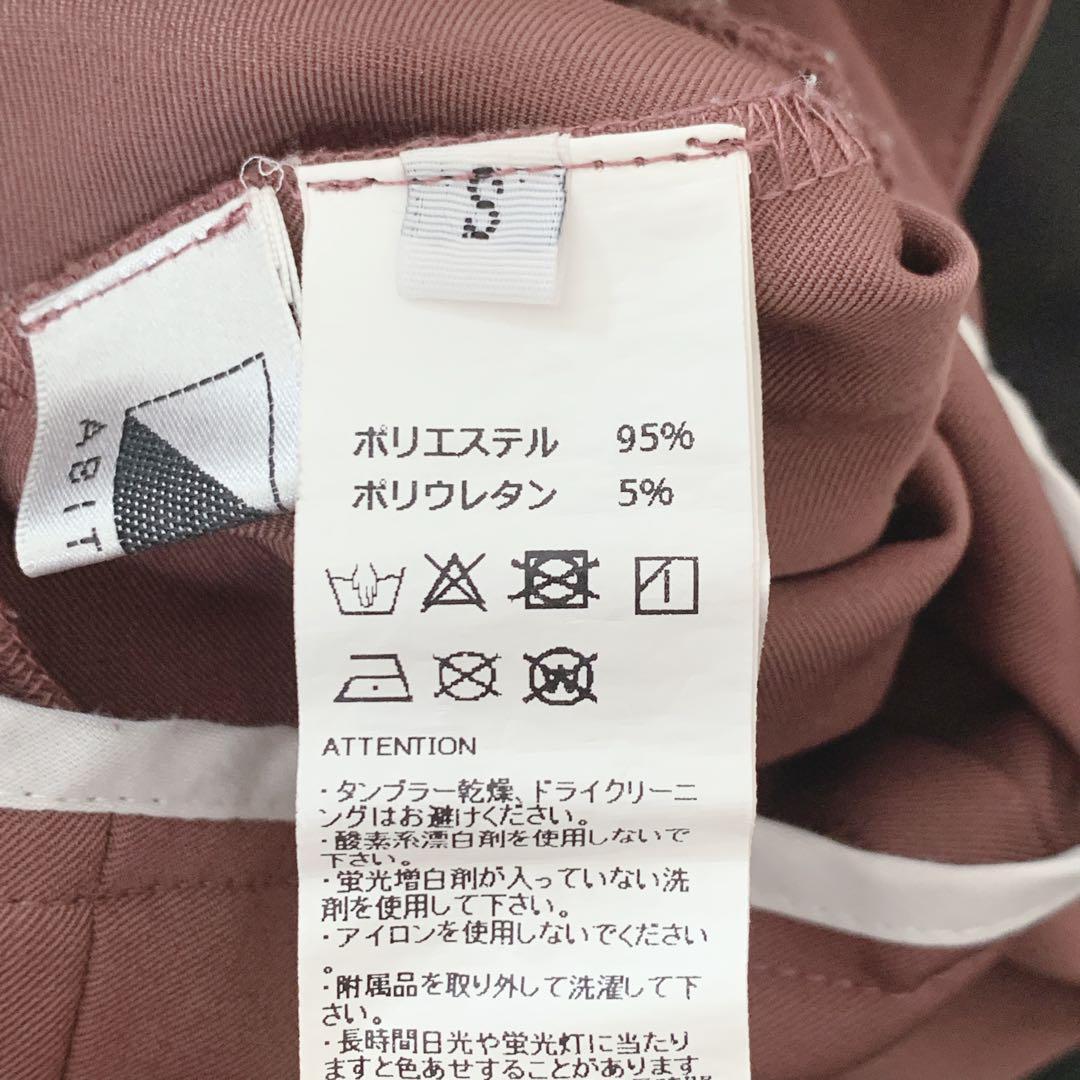 S
ABIT
ポリエステル 95%
ポリウレタン 5%
W
ATTENTION
・タンブラー乾燥、ドライクリーニ
ングはお避けください。
・酸素系漂白剤を使用しないで
下さい。
・蛍光増白剤が入っていない洗
剤を使用して下さい。
・アイロンを使用しないでください
。
・附属品を取り外して洗濯して下
さい。
・長時間日光や蛍光灯に当たり
ますと色あせすることがあります